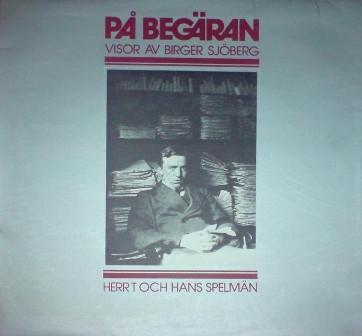 PÅ BEGÄRAN
VISOR AV BIRGER SJÖBERG
HERR T OCH HANS SPELMÄN